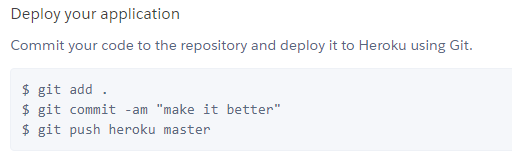 Deploy your application
Commit your code to the repository and deploy it to Heroku using Git.
$ git add .
$ git commit -am "make it better"
$ git push heroku master